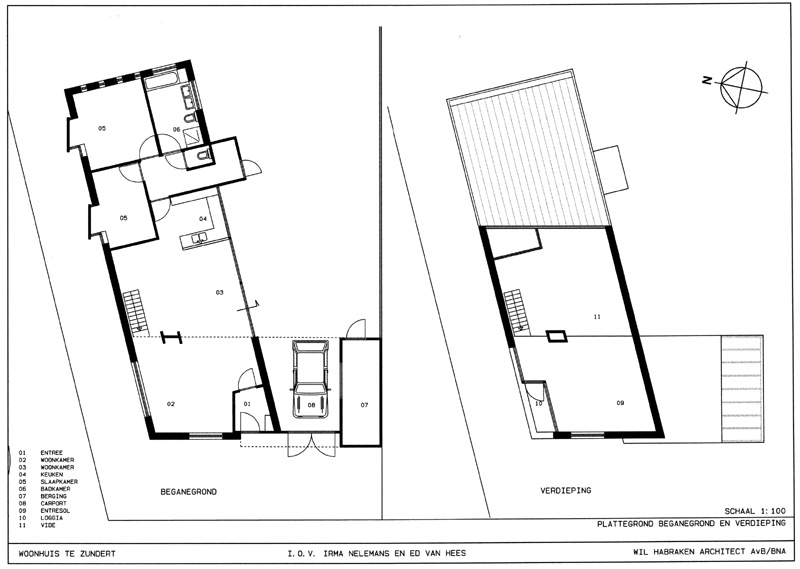 N
05
06
05
04
03
02
01
08
07
11
10
09
01 ENTREE
02 WOONKAMER
03 WOONKAMER
04 KEUKEN
05 SLAAPKAMER
06 BADKAMER
07 BERGING
08 CARPORT
09 ENTRESOL
10 LOGGIA
11 VIDE
BEGANEGROND
VERDIEPING
SCHAAL 1:100
PLATTEGROND BEGANEGROND EN VERDIEPING
WOONHUIS TE ZUNDERT
I.O.V. IRMA NELEMANS EN ED VAN HEES
WIL HABRAKEN ARCHITECT AvB/BNA